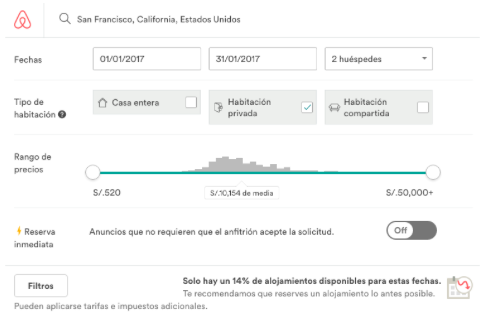 San Francisco, California, Estados Unidos
Fechas
01/01/2017
31/01/2017
2 huéspedes
Tipo de
habitación
Casa entera
Habitación
privada
Habitación
compartida
Rango de
precios
S/.520
S/.10,154 de media
S/.50,000+
Reserva
inmediata
Anuncios que no requieren que el anfitrión acepte la solicitud.
Off
Filtros
Solo hay un 14% de alojamientos disponibles para estas fechas.
Te recomendamos que reserves un alojamiento lo antes posible.
Pueden aplicarse tarifas e impuestos adicionales.